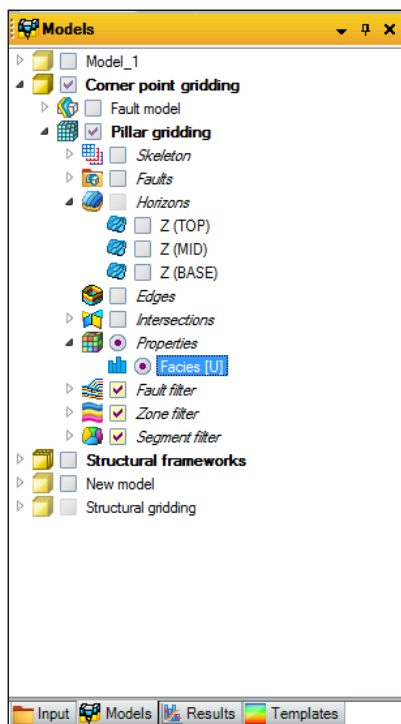 Models
Model_1
Corner point gridding
Fault model
Pillar gridding
Skeleton
Faults
Horizons
Z (TOP)
Z (MID)
Z (BASE)
Edges
Intersections
Properties
Facies [U]
Fault filter
Zone filter
Segment filter
Structural frameworks
New model
Structural gridding
Input Models Results Templates